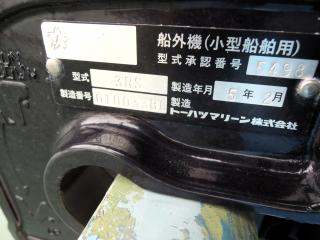 船外機(小型船舶用)
型式承認番号 5498
型式 3R5 製造年月 5年2月
製造番号 製造
トーハツマリーン株式会社